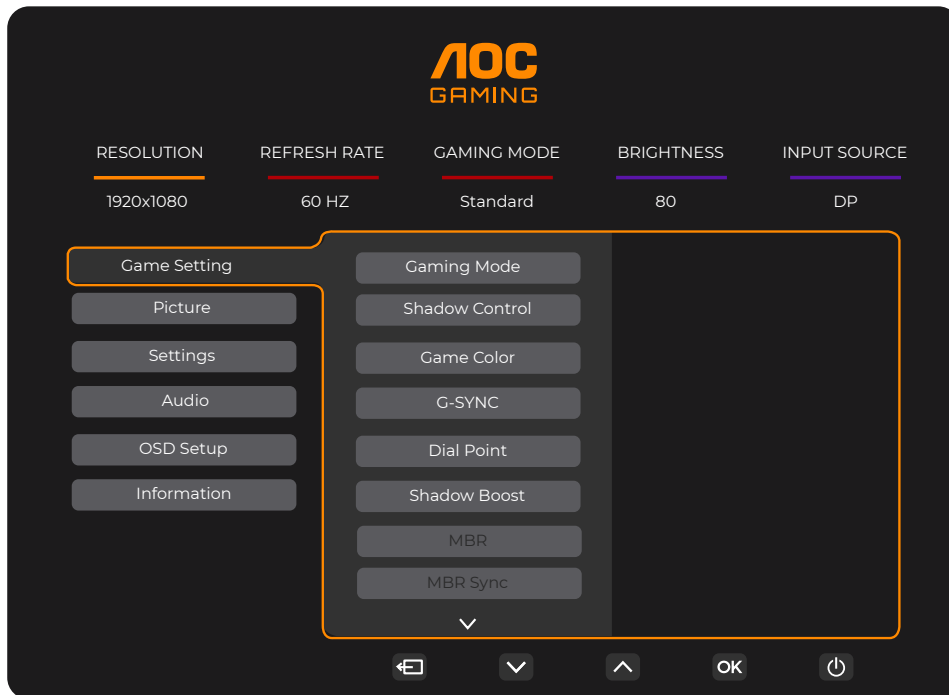 AOC
GAMING
RESOLUTION REFRESH RATE GAMING MODE BRIGHTNESS INPUT SOURCE
1920x1080 60 HZ Standard 80 DP
Game Setting
Picture
Settings
Audio
OSD Setup
Information
Gaming Mode
Shadow Control
Game Color
G-SYNC
Dial Point
Shadow Boost
MBR
MBR Sync
OK